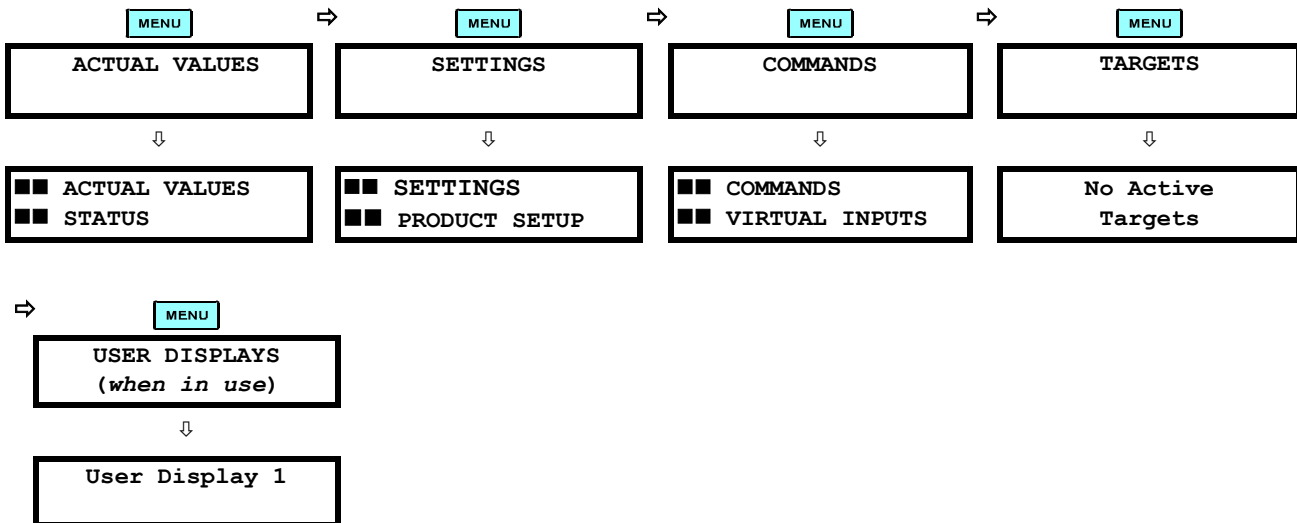 MENU MENU MENU MENU
ACTUAL VALUES SETTINGS COMMANDS TARGETS
ACTUAL VALUES SETTINGS COMMANDS No Active
STATUS PRODUCT SETUP VIRTUAL INPUTS Targets
MENU
USER DISPLAYS
(when in use)
User Display 1